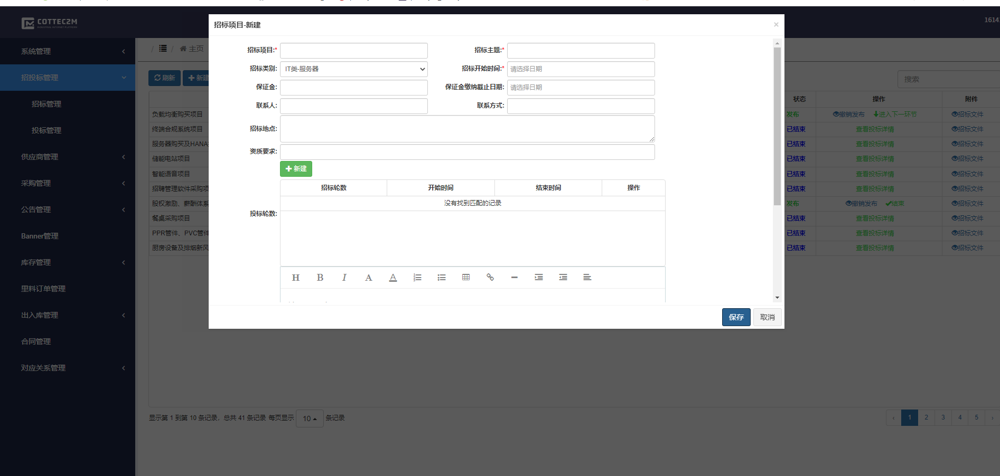 COTTEC2M
1614
系统管理
招投标管理
招标管理
投标管理
供应商管理
采购管理
公告管理
Banner管理
库存管理
里料订单管理
出入库管理
合同管理
对应关系管理
/ / 主页
刷新 新建
搜索
状态 操作 附件
负载均衡购买项目 发布 撤销发布 进入下一环节 招标文件
终端合规系统项目 已结束 查看投标详情 招标文件
服务器购买及HANA 已结束 查看投标详情 招标文件
储能电站项目 已结束 查看投标详情 招标文件
智能语音项目 已结束 查看投标详情 招标文件
招聘管理软件采购项 已结束 查看投标详情 招标文件
股权激励、薪酬体系 发布 撤销发布 结束 招标文件
餐桌采购项目 已结束 查看投标详情 招标文件
PPR管件、PVC管件 已结束 查看投标详情 招标文件
厨房设备及排烟新风 已结束 查看投标详情 招标文件
招标项目-新建 ×
招标项目:* 招标主题:*
招标类别: IT类-服务器 招标开始时间:* 请选择日期
保证金: 保证金缴纳截止日期: 请选择日期
联系人: 联系方式:
招标地点:
资质要求:
新建
招标轮数 开始时间 结束时间 操作
没有找到匹配的记录
投标轮数:
H B I A A
保存 取消
显示第 1 到第 10 条记录，总共 41 条记录 每页显示 10 条记录
‹ 1 2 3 4 5 ›